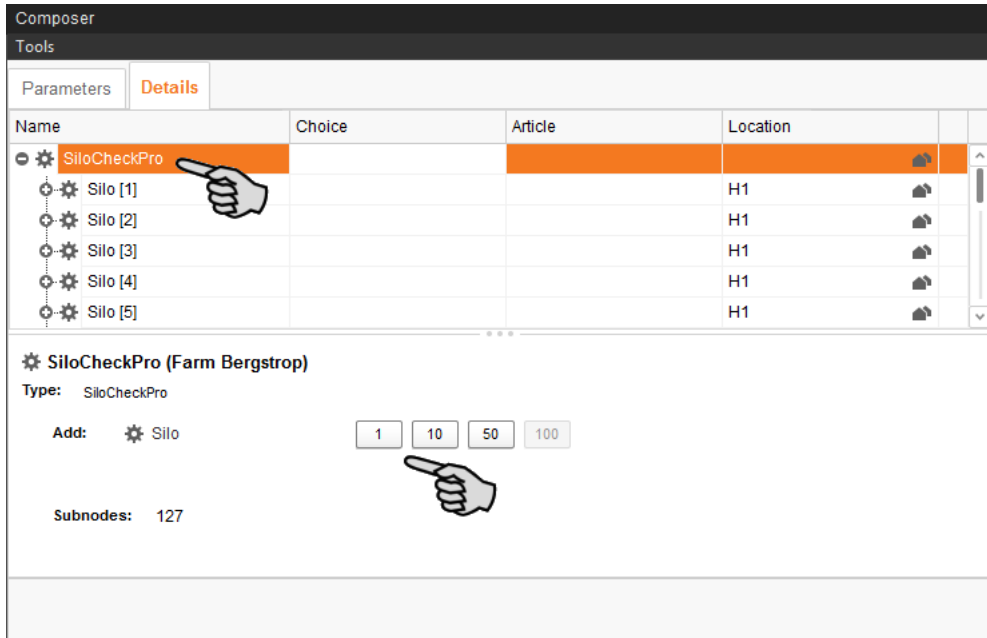 Composer
Tools
Parameters Details
Name Choice Article Location
SiloCheckPro
Silo [1] H1
Silo [2] H1
Silo [3] H1
Silo [4] H1
Silo [5] H1
SiloCheckPro (Farm Bergstrop)
Type: SiloCheckPro
Add: Silo 1 10 50 100
Subnodes: 127